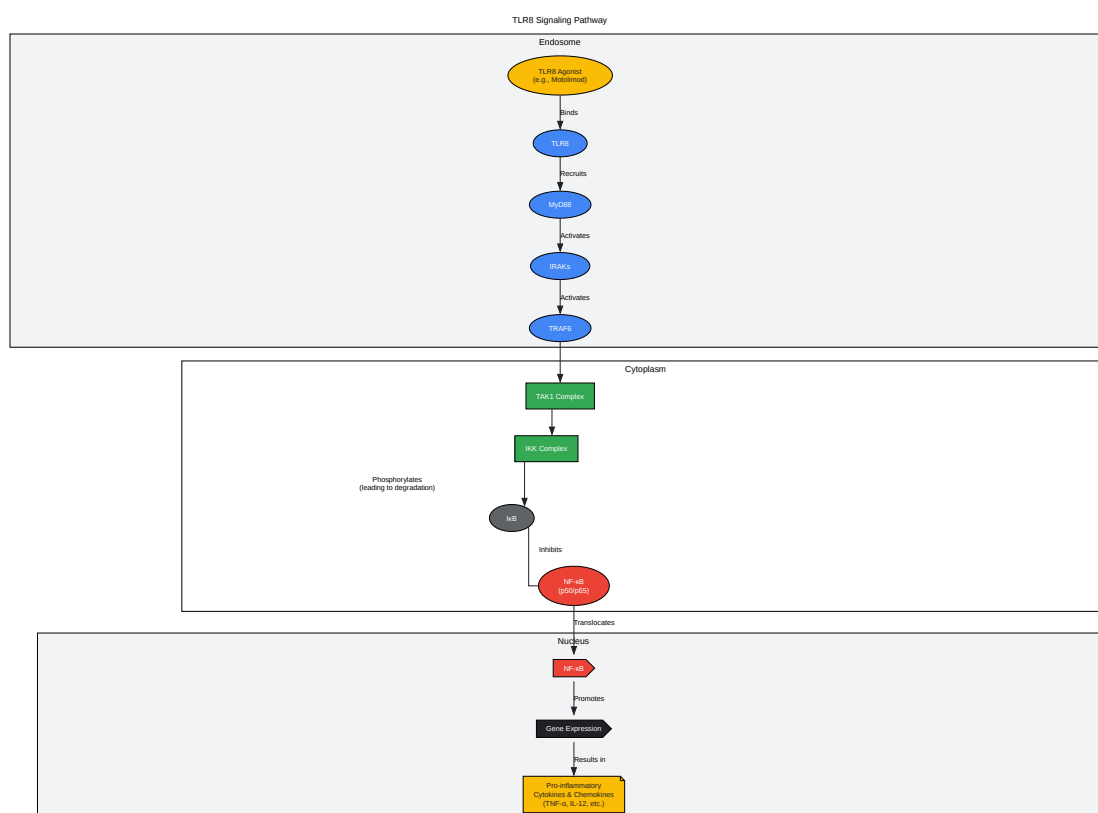 TLR8 Signaling Pathway
Endosome
TLR8 Agonist
(e.g., Motolimod)
Binds
TLR8
Recruits
MyD88
Activates
IRAKs
Activates
TRAF6
Cytoplasm
TAK1 Complex
IKK Complex
Phosphorylates
(leading to degradation)
IκB
Inhibits
NF-κB
(p50/p65)
Translocates
Nucleus
NF-κB
Promotes
Gene Expression
Results in
Pro-inflammatory
Cytokines & Chemokines
(TNF-α, IL-12, etc.)